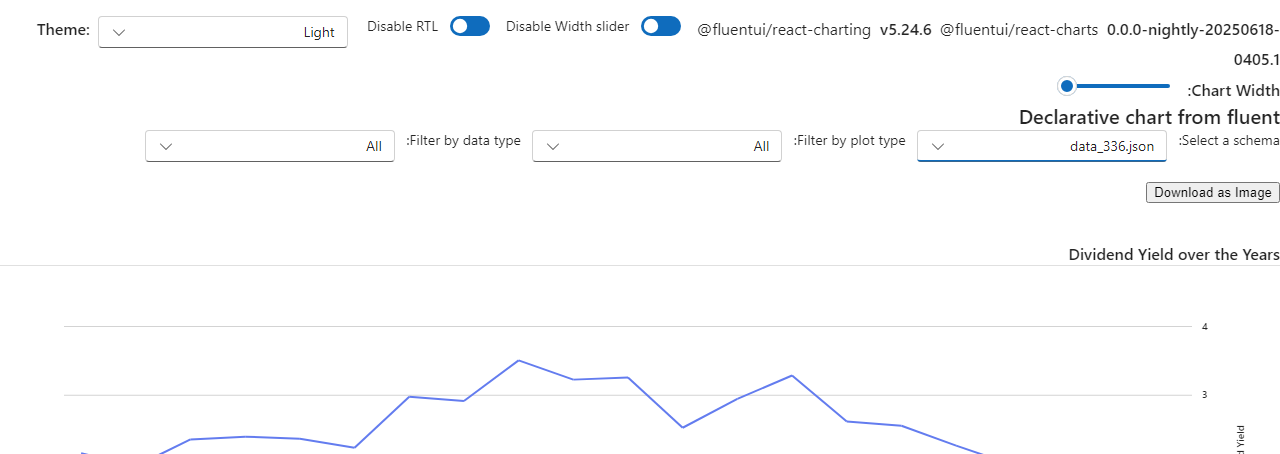 Theme: Light Disable RTL Disable Width slider @fluentui/react-charting v5.24.6 @fluentui/react-charts 0.0.0-nightly-20250618-
0405.1
:Chart Width
Declarative chart from fluent
All :Filter by data type All :Filter by plot type data_336.json :Select a schema
Download as Image
Dividend Yield over the Years
4
3
Yield